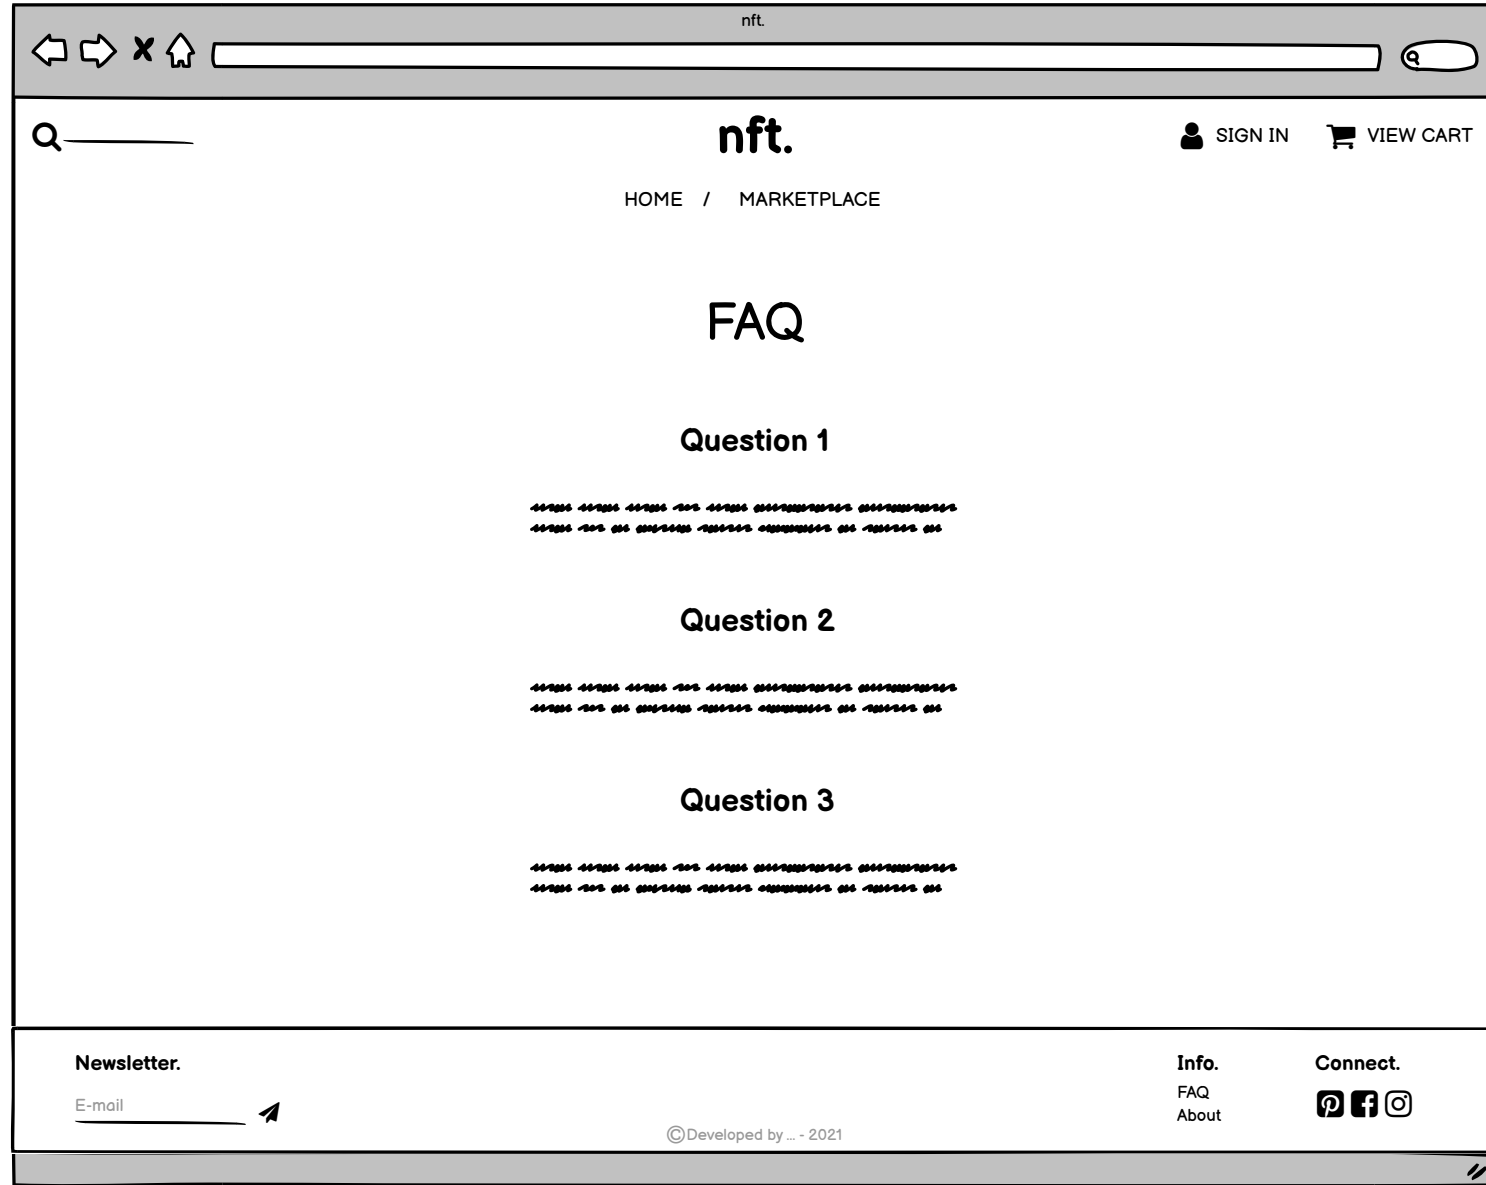 nft.
nft.
SIGN IN
VIEW CART
HOME / MARKETPLACE
FAQ
Question 1
Question 2
Question 3
Newsletter.
E-mail
Info.
FAQ
About
Connect.
©Developed by ... - 2021